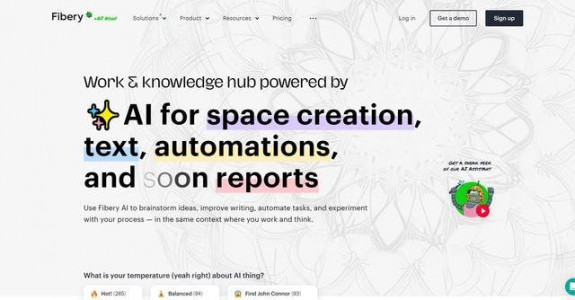 Fibery +AI Anud
Solutions Product Resources Pricing ••• Log in Get a demo Sign up
Work & knowledge hub powered by
AI for space creation,
text, automations,
and soon reports
GET A SNEAK PEEK
OF OUR AI ASSISTANT
Use Fibery AI to brainstorm ideas, improve writing, automate tasks, and experiment
with your process — in the same context where you work and think.
What is your temperature (yeah right) about AI thing?
Hot! (285) Balanced (94) Find John Connor (93)